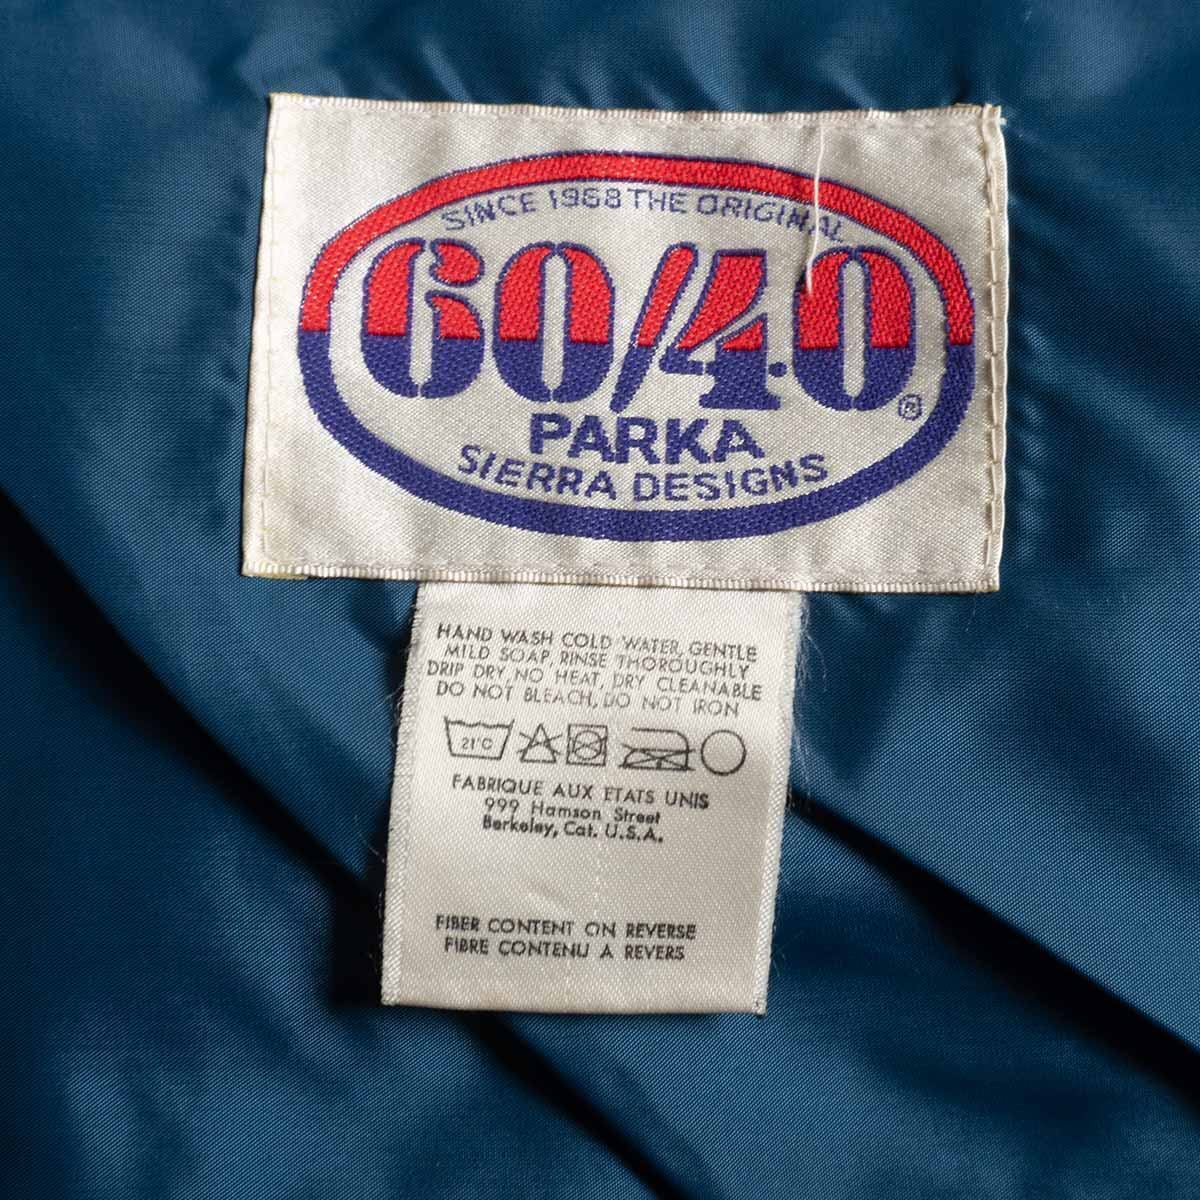 SINCE 1968 THE ORIGINAL
60/40
®
PARKA
SIERRA DESIGNS
HAND WASH COLD WATER, GENTLE
MILD SOAP, RINSE THOROUGHLY
DRIP DRY, NO HEAT, DRY CLEANABLE
DO NOT BLEACH, DO NOT IRON
21°C
FABRIQUE AUX ETATS UNIS
999 Hamson Street
Berkeley, Cat. U.S.A.
FIBER CONTENT ON REVERSE
FIBRE CONTENU A REVERS